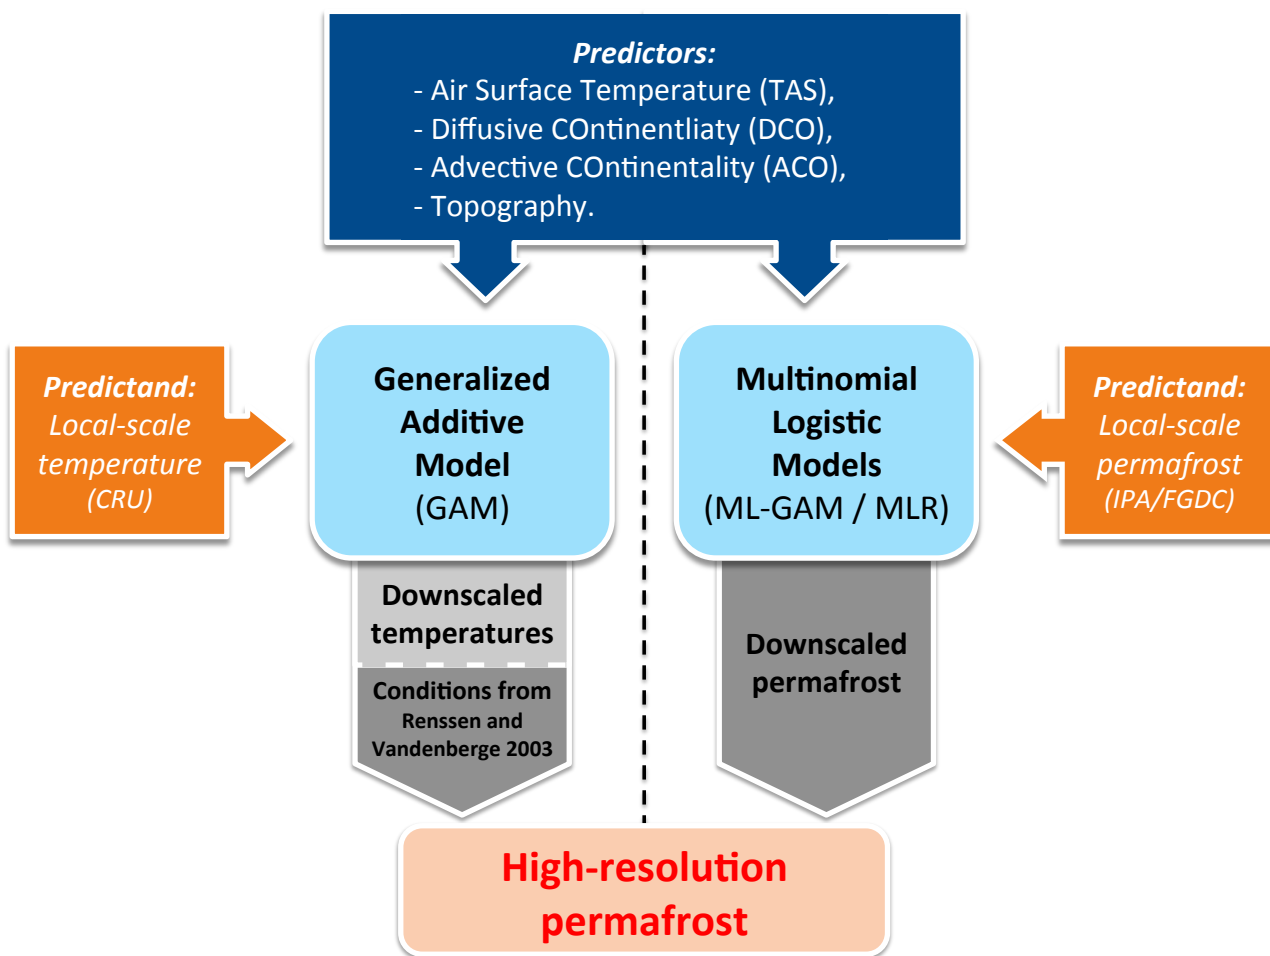 Predictors:
- Air Surface Temperature (TAS),
- Diffusive COntinentliaty (DCO),
- Advective COntinentality (ACO),
- Topography.
Predictand:
Local-scale
temperature
(CRU)
Generalized
Additive
Model
(GAM)
Multinomial
Logistic
Models
(ML-GAM / MLR)
Predictand:
Local-scale
permafrost
(IPA/FGDC)
Downscaled
temperatures
Conditions from
Renssen and
Vandenberge 2003
Downscaled
permafrost
High-resolution
permafrost